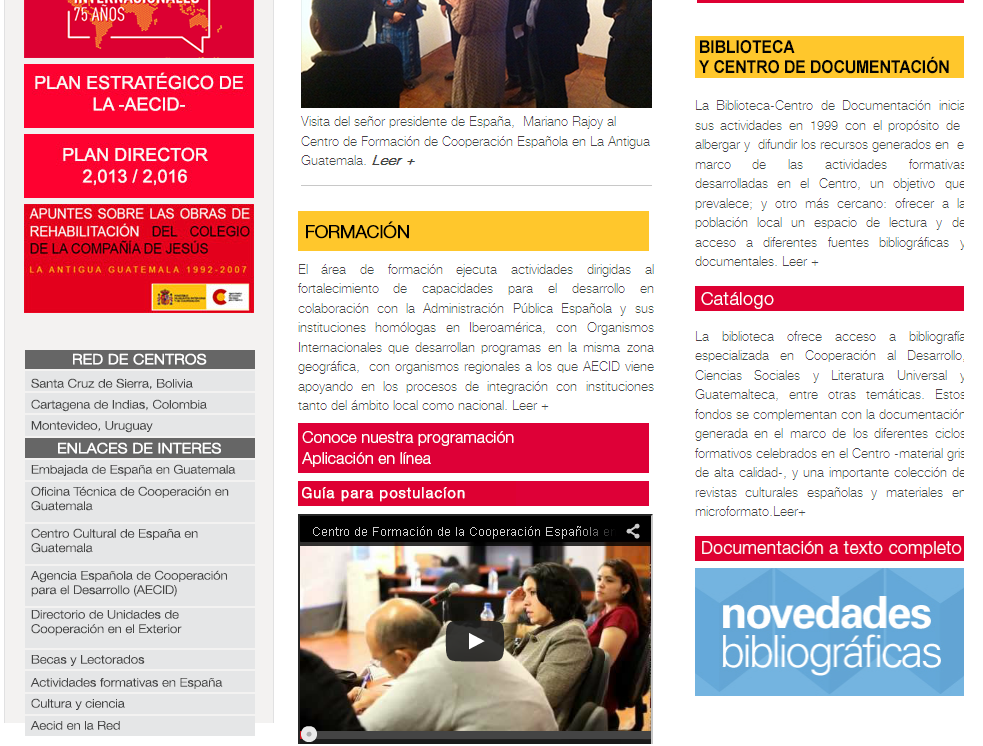 INTERNACIONALES
75 AÑOS
PLAN ESTRATÉGICO DE
LA -AECID-
PLAN DIRECTOR
2,013 / 2,016
APUNTES SOBRE LAS OBRAS DE
REHABILITACIÓN DEL COLEGIO
DE LA COMPAÑÍA DE JESÚS
LA ANTIGUA GUATEMALA 1992-2007
RED DE CENTROS
Santa Cruz de Sierra, Bolivia
Cartagena de Indias, Colombia
Montevideo, Uruguay
ENLACES DE INTERES
Embajada de España en Guatemala
Oficina Técnica de Cooperación en
Guatemala
Centro Cultural de España en
Guatemala
Agencia Española de Cooperación
para el Desarrollo (AECID)
Directorio de Unidades de
Cooperación en el Exterior
Becas y Lectorados
Actividades formativas en España
Cultura y ciencia
Aecid en la Red
Visita del señor presidente de España, Mariano Rajoy al
Centro de Formación de Cooperación Española en La Antigua
Guatemala. Leer +
FORMACIÓN
El área de formación ejecuta actividades dirigidas al
fortalecimiento de capacidades para el desarrollo en
colaboración con la Administración Pública Española y sus
instituciones homólogas en Iberoamérica, con Organismos
Internacionales que desarrollan programas en la misma zona
geográfica, con organismos regionales a los que AECID viene
apoyando en los procesos de integración con instituciones
tanto del ámbito local como nacional. Leer +
Conoce nuestra programación
Aplicación en línea
Guía para postulacíon
Centro de Formación de la Cooperación Española en
BIBLIOTECA
Y CENTRO DE DOCUMENTACIÓN
La Biblioteca-Centro de Documentación inicia
sus actividades en 1999 con el propósito de
albergar y difundir los recursos generados en e
marco de las actividades formativas
desarrolladas en el Centro, un objetivo que
prevalece; y otro más cercano: ofrecer a la
población local un espacio de lectura y de
acceso a diferentes fuentes bibliográficas y
documentales. Leer +
Catálogo
La biblioteca ofrece acceso a bibliografía
especializada en Cooperación al Desarrollo,
Ciencias Sociales y Literatura Universal y
Guatemalteca, entre otras temáticas. Estos
fondos se complementan con la documentación
generada en el marco de los diferentes ciclos
formativos celebrados en el Centro -material gris
de alta calidad-, y una importante colección de
revistas culturales españolas y materiales en
microformato.Leer+
Documentación a texto completo
novedades
bibliográficas